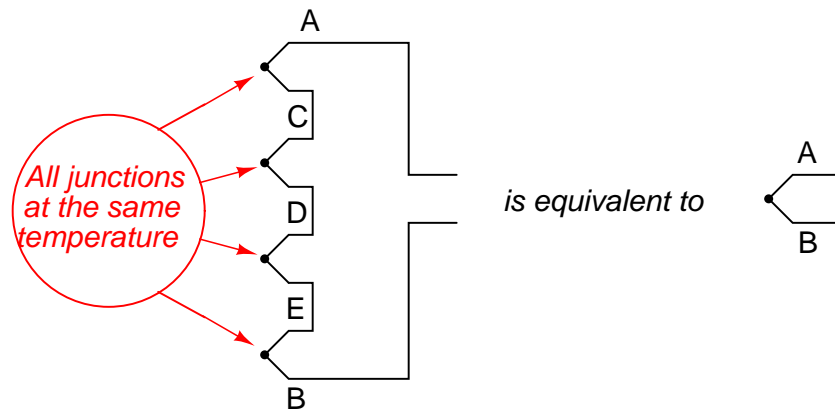 A
C
All junctions
at the same
temperature
D
E
B
is equivalent to
A
B